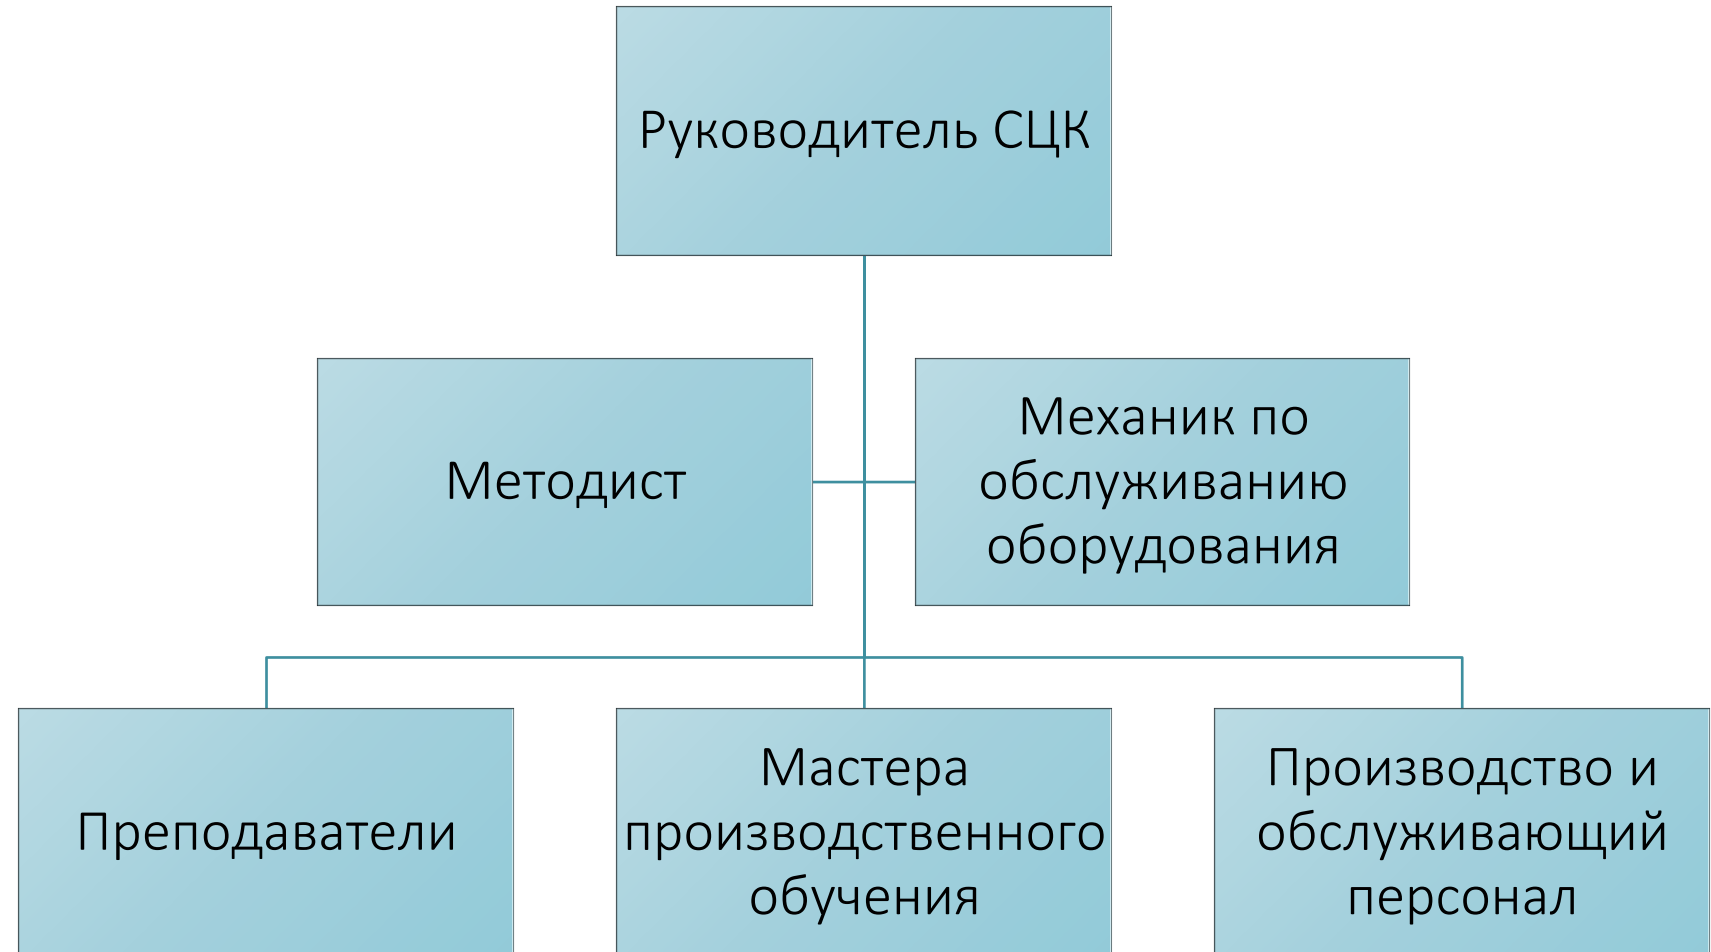 Руководитель СЦК
Методист
Механик по
обслуживанию
оборудования
Преподаватели
Мастера
производственного
обучения
Производство и
обслуживающий
персонал